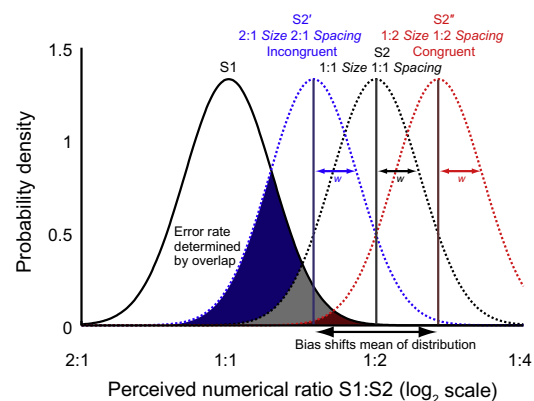 S2′
2:1 Size 2:1 Spacing
Incongruent
S2″
1:2 Size 1:2 Spacing
Congruent
S2
1:1 Size 1:1 Spacing
S1
1.5
1
0.5
0
Probability density
w
w
w
Error rate
determined
by overlap
Bias shifts mean of distribution
2:1
1:1
1:2
1:4
Perceived numerical ratio S1:S2 (log₂ scale)